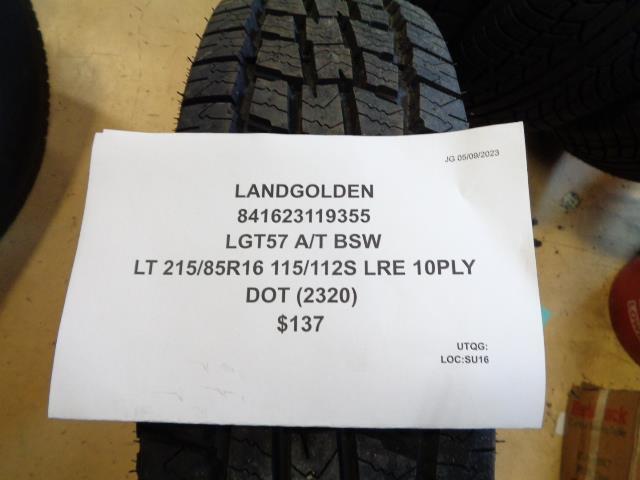 JG 05/09/2023
LANDGOLDEN
841623119355
LGT57 A/T BSW
LT 215/85R16 115/112S LRE 10PLY
DOT (2320)
$137
UTQG:
LOC:SU16